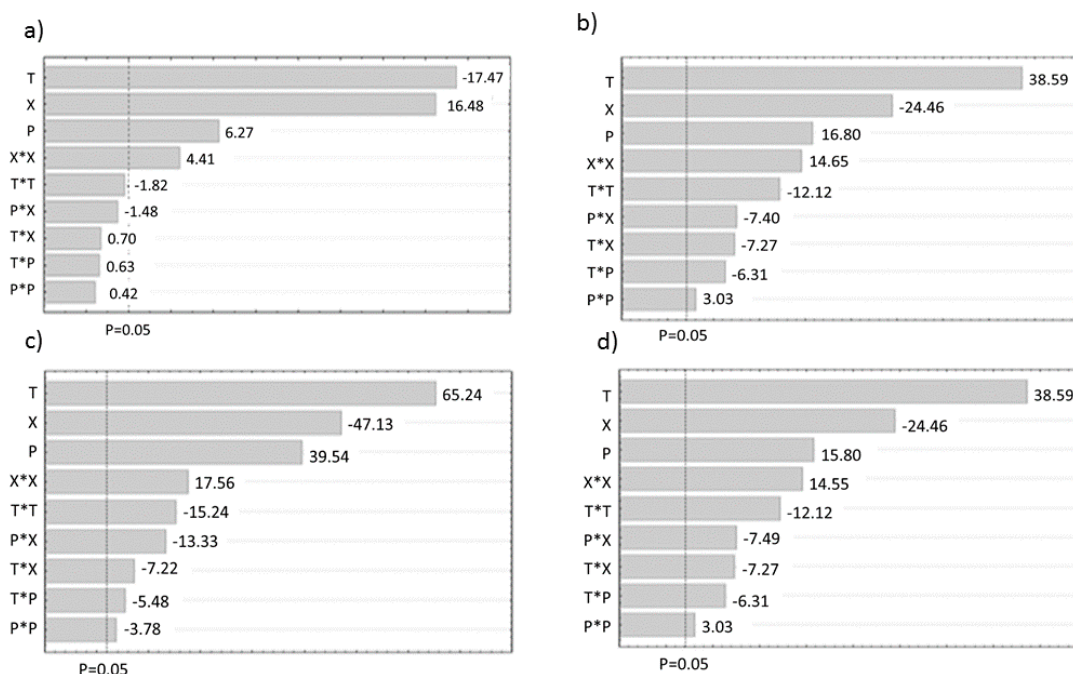 a)
T -17.47
X 16.48
P 6.27
X*X 4.41
T*T -1.82
P*X -1.48
T*X 0.70
T*P 0.63
P*P 0.42
P=0.05
b)
T 38.59
X -24.46
P 16.80
X*X 14.65
T*T -12.12
P*X -7.40
T*X -7.27
T*P -6.31
P*P 3.03
P=0.05
c)
T 65.24
X -47.13
P 39.54
X*X 17.56
T*T -15.24
P*X -13.33
T*X -7.22
T*P -5.48
P*P -3.78
P=0.05
d)
T 38.59
X -24.46
P 15.80
X*X 14.55
T*T -12.12
P*X -7.49
T*X -7.27
T*P -6.31
P*P 3.03
P=0.05